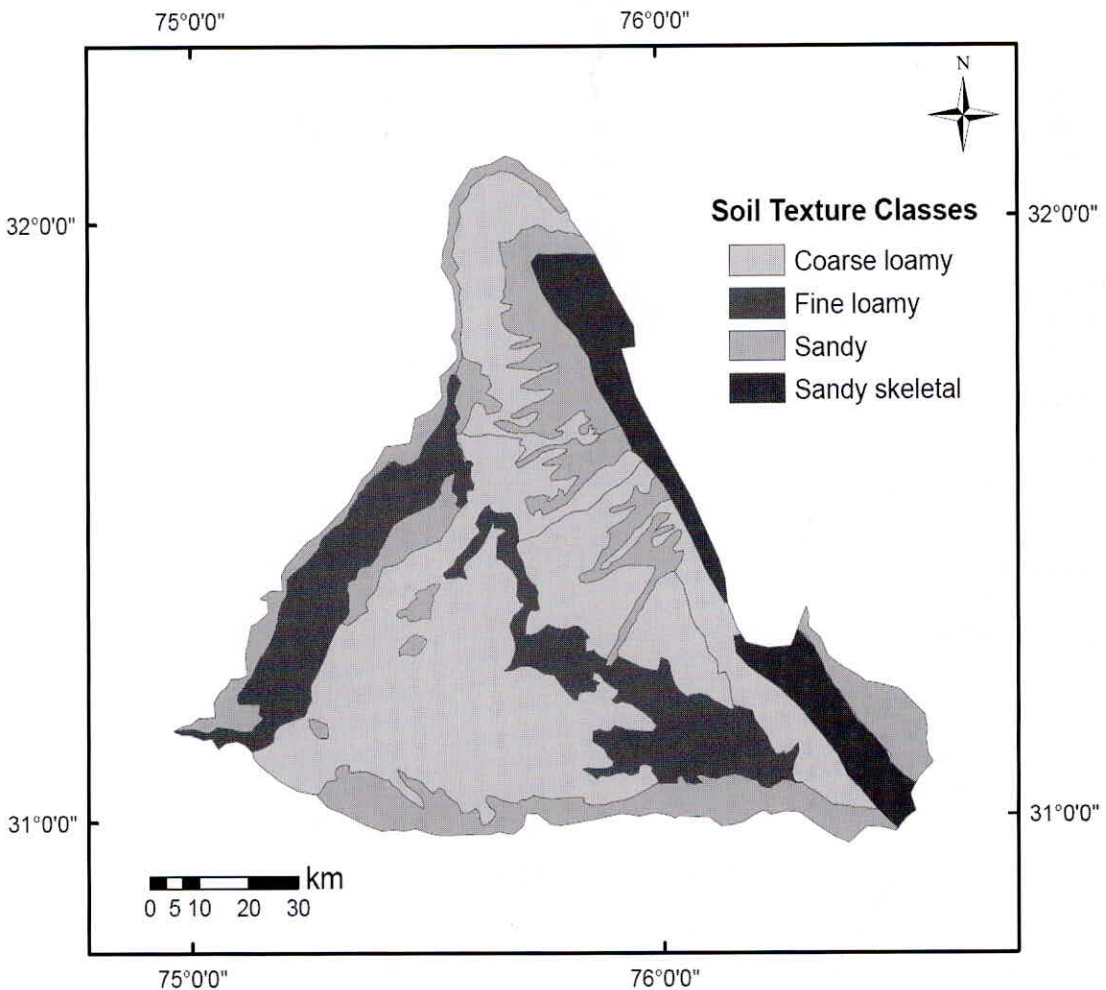 75°0'0" 76°0'0"
N
32°0'0" 32°0'0"
Soil Texture Classes
Coarse loamy
Fine loamy
Sandy
Sandy skeletal
31°0'0" 31°0'0"
km
0 5 10 20 30
75°0'0" 76°0'0"